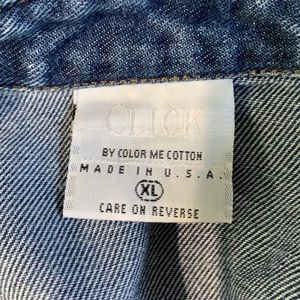 CLICK
BY COLOR ME COTTON
MADE IN U.S.A.
XL
CARE ON REVERSE